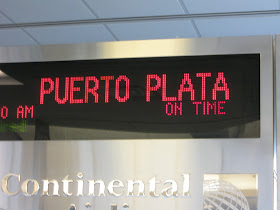 PUERTO PLATA
0 AM ON TIME
Continental